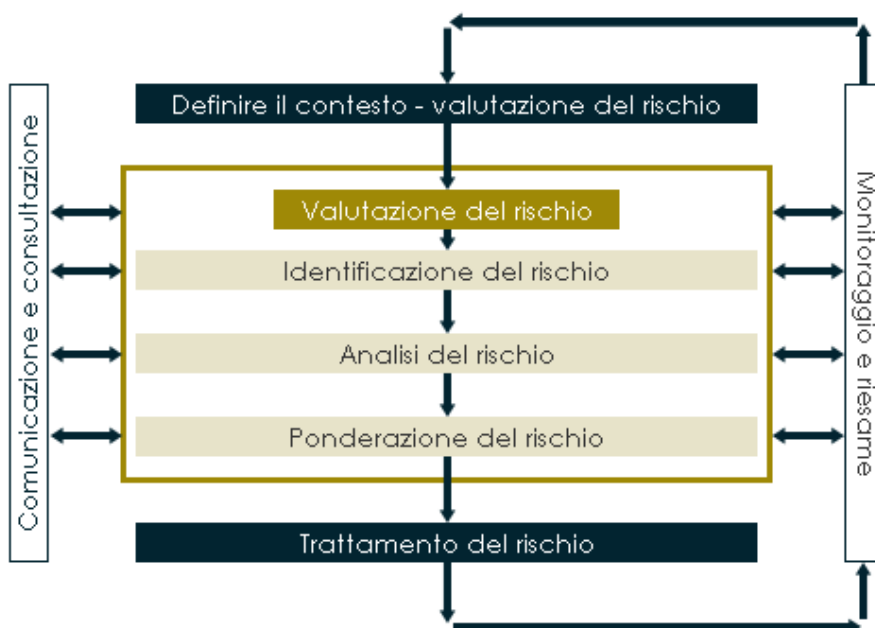 Definire il contesto - valutazione del rischio
Comunicazione e consultazione
Valutazione del rischio
Identificazione del rischio
Analisi del rischio
Ponderazione del rischio
Monitoraggio e riesame
Trattamento del rischio